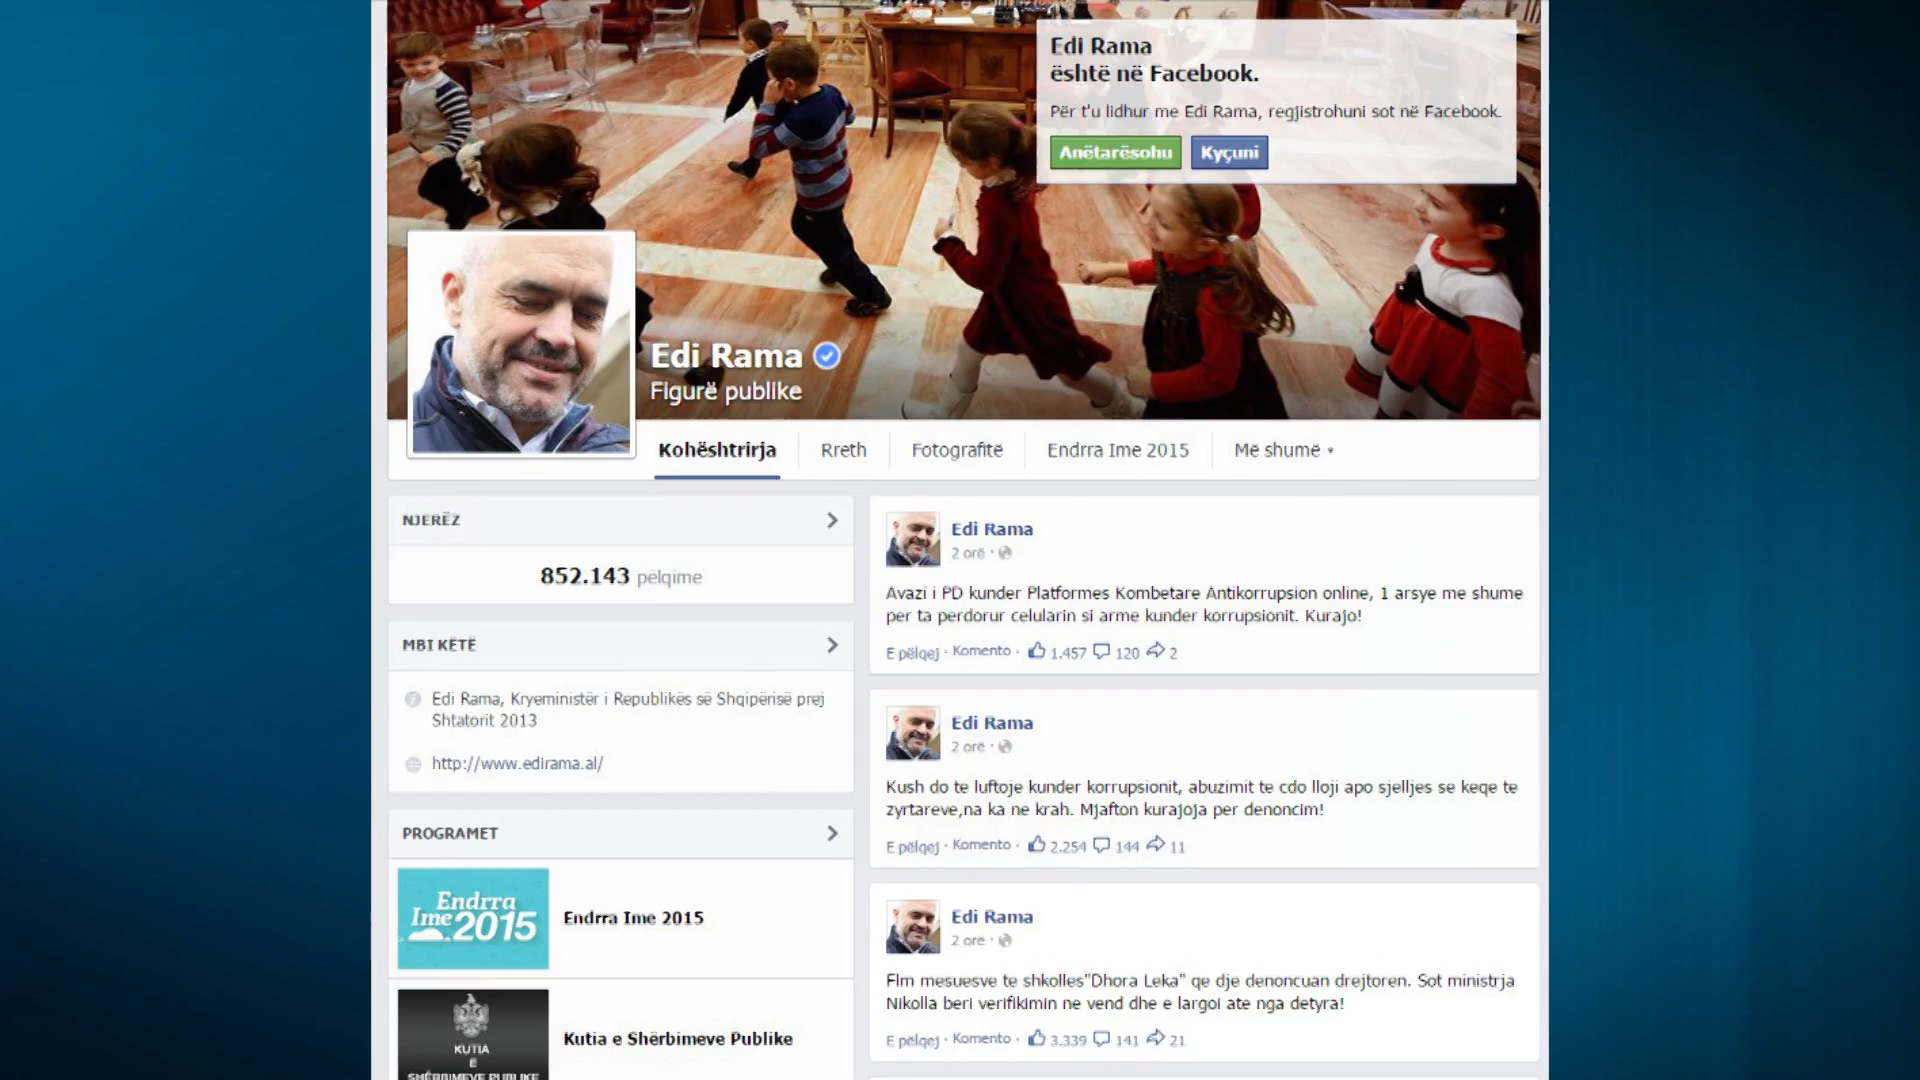 Edi Rama
është në Facebook.
Për t'u lidhur me Edi Rama, regjistrohuni sot në Facebook.
Anëtarësohu Kyçuni
Edi Rama
Figurë publike
Kohështrirja Rreth Fotografitë Endrra Ime 2015 Më shumë
NJERËZ
852.143 pëlqime
MBI KËTË
Edi Rama, Kryeministër i Republikës së Shqipërisë prej
Shtatorit 2013
http://www.edirama.al/
PROGRAMET
Endrra
Ime 2015
Endrra Ime 2015
KUTIA
E
SHËRBIMEVE PUBLIKE
Kutia e Shërbimeve Publike
Edi Rama
2 orë ·
Avazi i PD kunder Platformes Kombetare Antikorrupsion online, 1 arsye me shume
per ta perdorur celularin si arme kunder korrupsionit. Kurajo!
E pëlqej · Komento · 1.457 120 2
Edi Rama
2 orë ·
Kush do te luftoje kunder korrupsionit, abuzimit te cdo lloji apo sjelljes se keqe te
zyrtareve,na ka ne krah. Mjafton kurajoja per denoncim!
E pëlqej · Komento · 2.254 144 11
Edi Rama
2 orë ·
Flm mesuesve te shkolles"Dhora Leka" qe dje denoncuan drejtoren. Sot ministrja
Nikolla beri verifikimin ne vend dhe e largoi ate nga detyra!
E pëlqej · Komento · 3.339 141 21